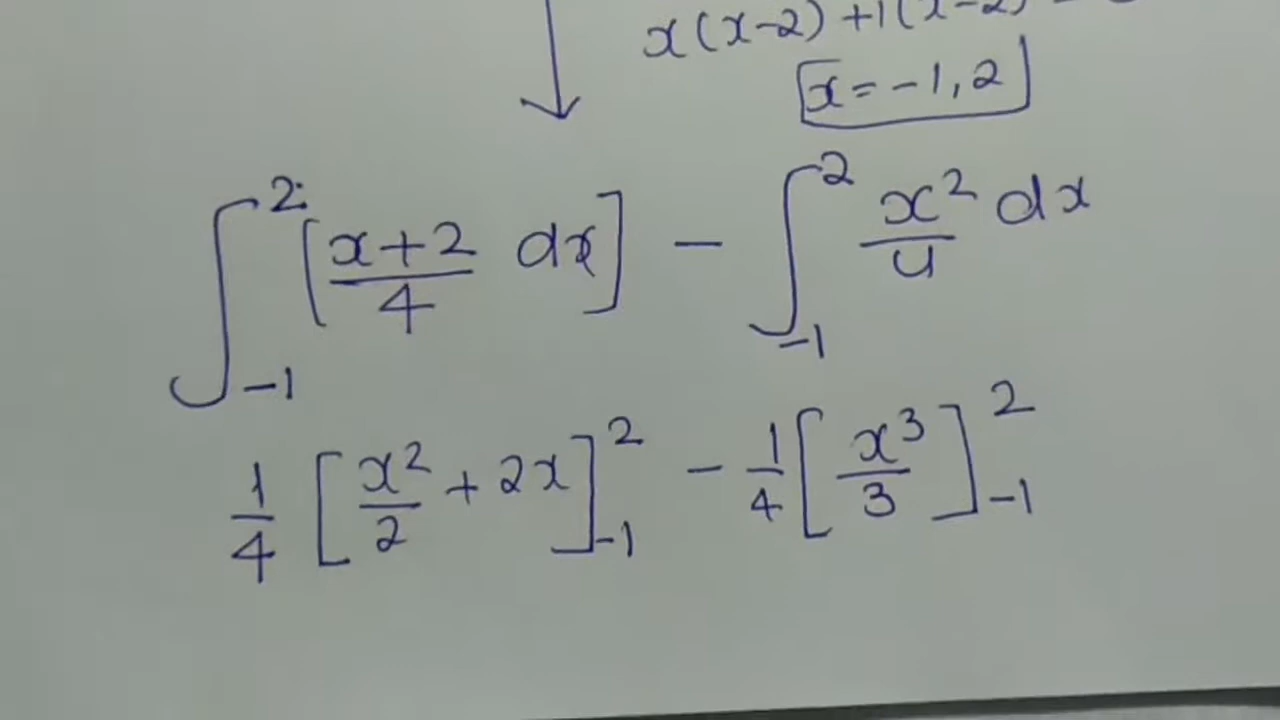 x(x-2)+1(x-2)
x=-1,2
∫₋₁² [x+2/4 dx] - ∫₋₁² x²/4 dx
1/4 [x²/2 + 2x]₋₁² - 1/4 [x³/3]₋₁²